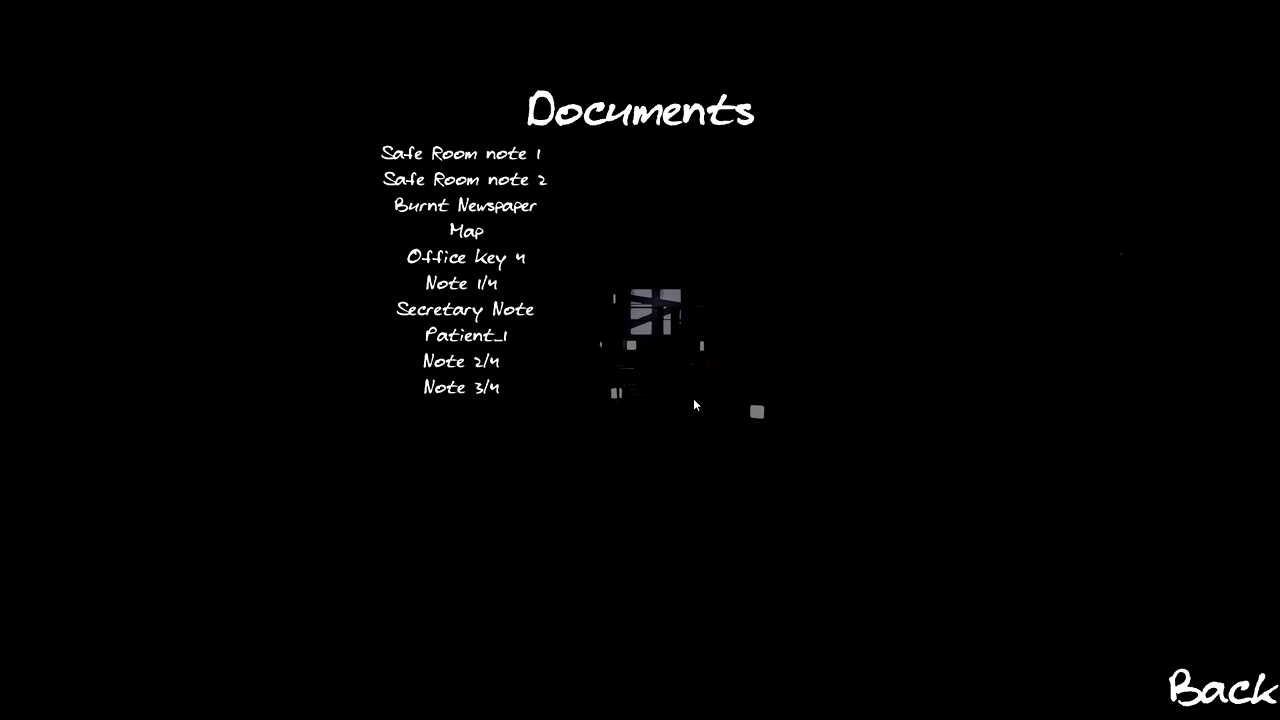 Documents
Safe Room note 1
Safe Room note 2
Burnt Newspaper
Map
Office Key 4
Note 1/4
Secretary Note
Patient_1
Note 2/4
Note 3/4
Back